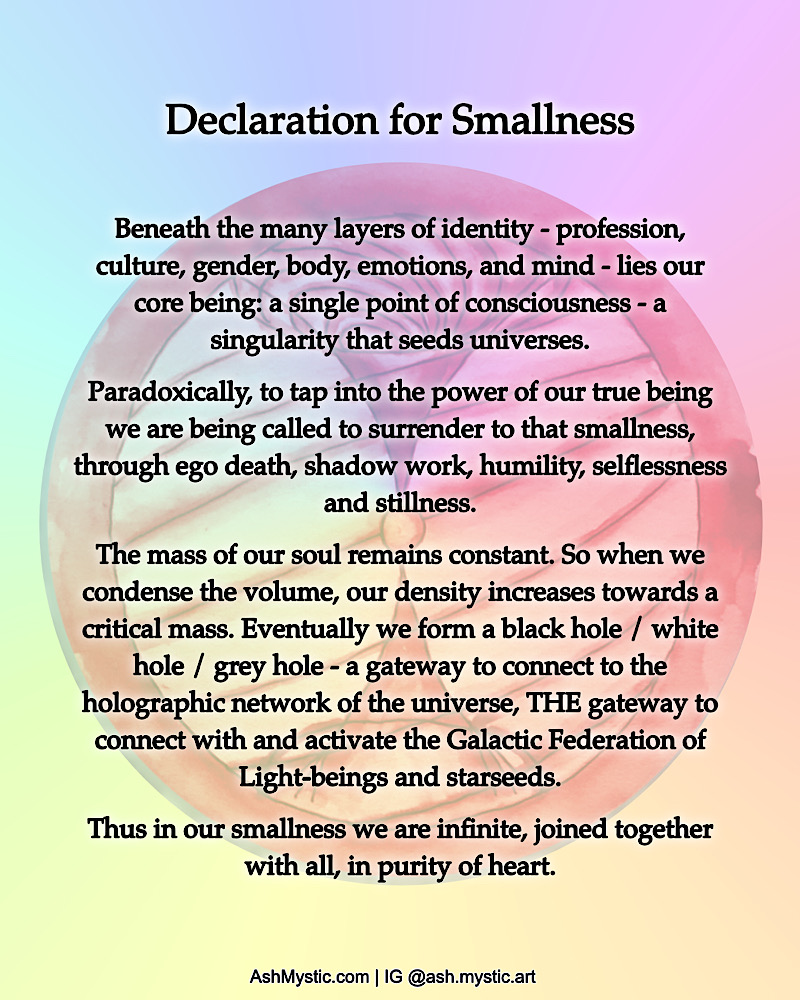 Declaration for Smallness
Beneath the many layers of identity - profession,
culture, gender, body, emotions, and mind - lies our
core being: a single point of consciousness - a
singularity that seeds universes.
Paradoxically, to tap into the power of our true being
we are being called to surrender to that smallness,
through ego death, shadow work, humility, selflessness
and stillness.
The mass of our soul remains constant. So when we
condense the volume, our density increases towards a
critical mass. Eventually we form a black hole / white
hole / grey hole - a gateway to connect to the
holographic network of the universe, THE gateway to
connect with and activate the Galactic Federation of
Light-beings and starseeds.
Thus in our smallness we are infinite, joined together
with all, in purity of heart.
AshMystic.com | IG @ash.mystic.art